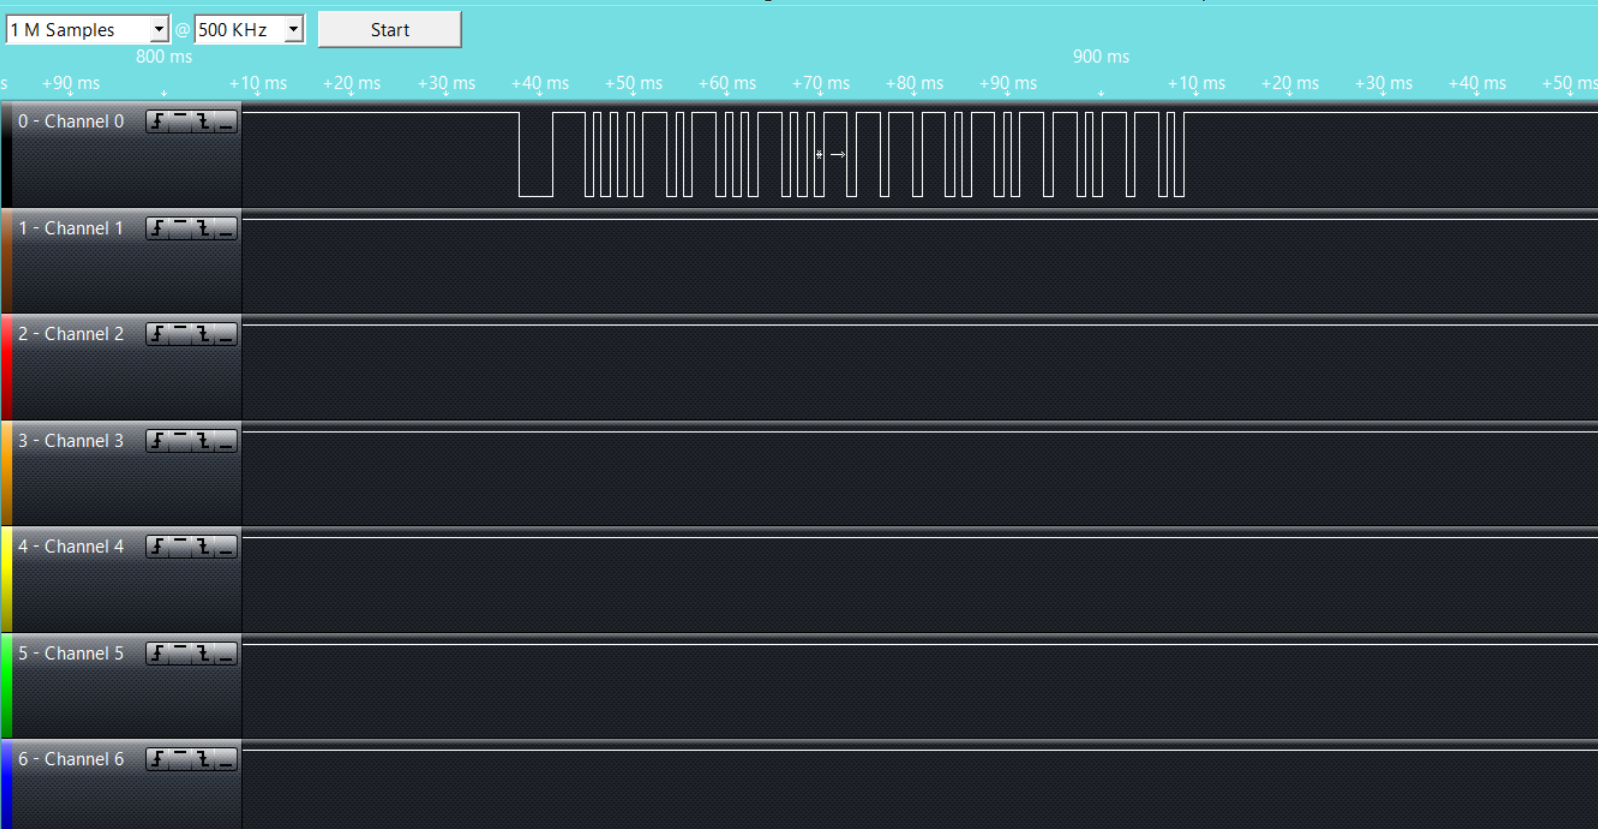 1 M Samples @ 500 KHz Start
800 ms 900 ms
s +90 ms +10 ms +20 ms +30 ms +40 ms +50 ms +60 ms +70 ms +80 ms +90 ms +10 ms +20 ms +30 ms +40 ms +50 ms
0 - Channel 0
1 - Channel 1
2 - Channel 2
3 - Channel 3
4 - Channel 4
5 - Channel 5
6 - Channel 6